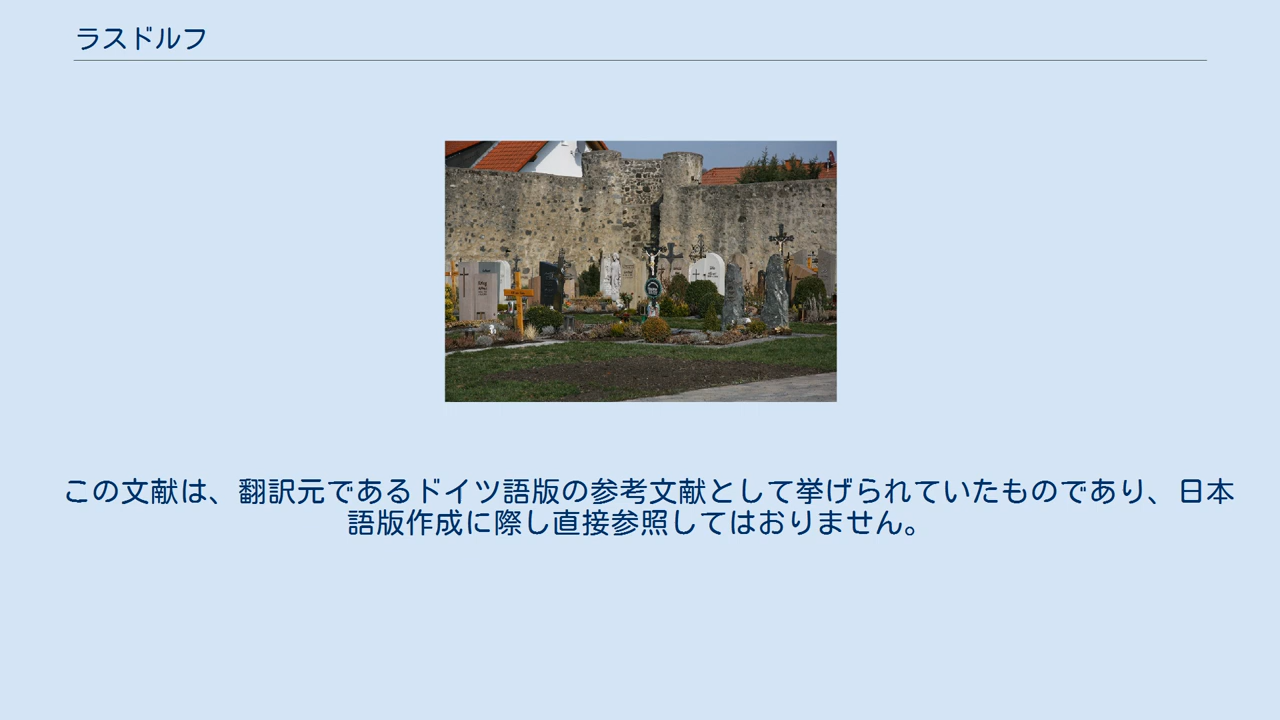 ラスドルフ
この文献は、翻訳元であるドイツ語版の参考文献として挙げられていたものであり、日本
語版作成に際し直接参照してはおりません。